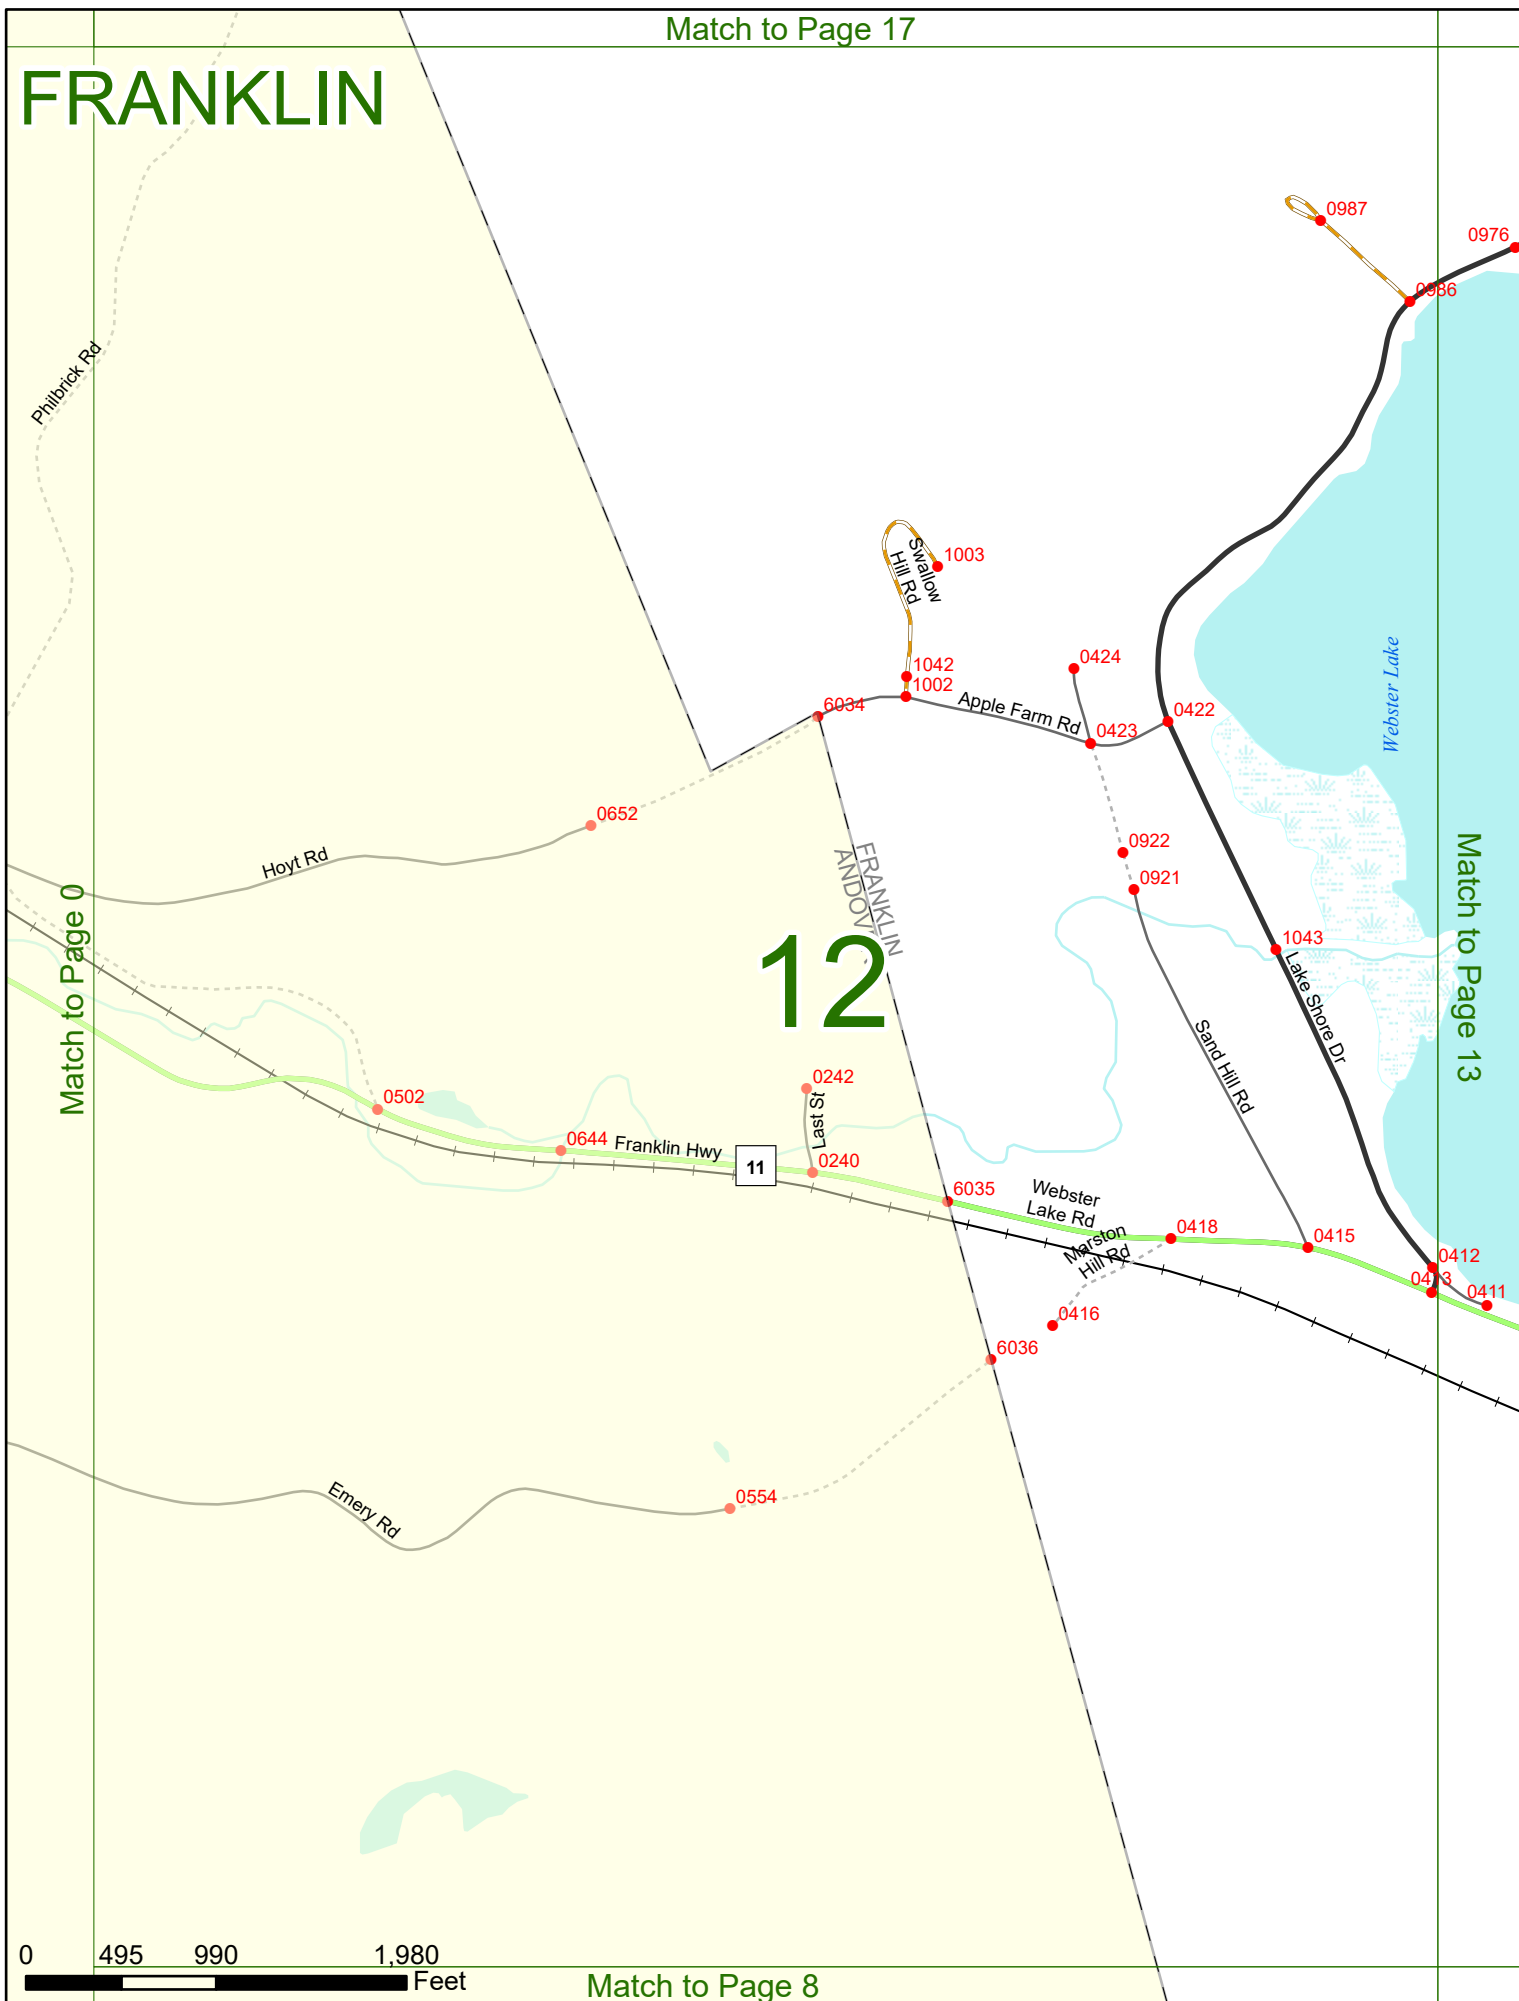 Match to Page 17
FRANKLIN
0987
0976
0986
Philbrick Rd
Swallow
Hill Rd
1003
1042
1002
0424
6034
Apple Farm Rd
0423
0422
Webster Lake
0652
Hoyt Rd
0922
0921
FRANKLIN
Match to Page 0
12
1043
Lake Shore Dr
Match to Page 13
Sand Hill Rd
0502
0242
Last St
0644
Franklin Hwy
11
0240
6035
Webster
Lake Rd
Marston
Hill Rd
0418
0415
0412
0411
0416
6036
0554
Emery Rd
0 495 990 1,980
Feet
Match to Page 8